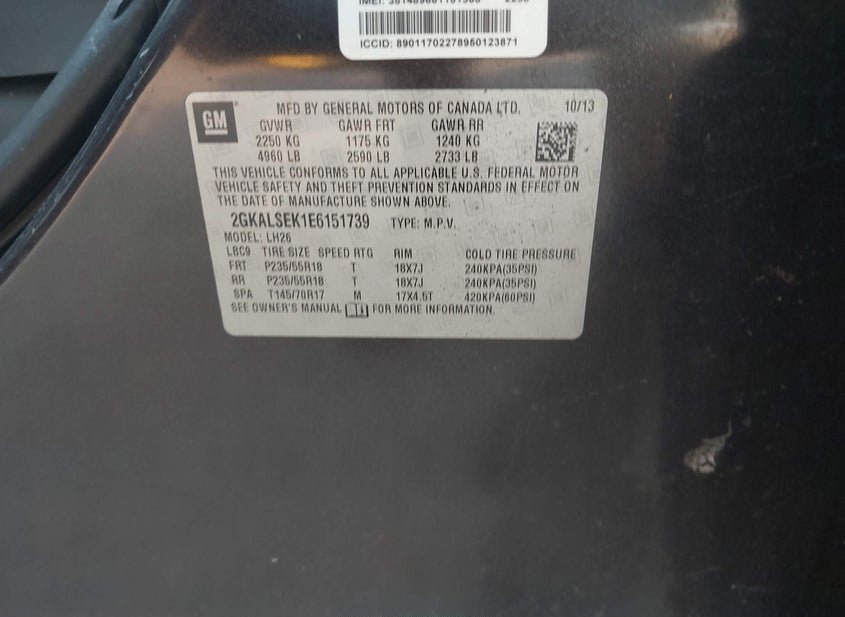 ICCID: 89011702278950123871
GM
MFD BY GENERAL MOTORS OF CANADA LTD. 10/13
GVWR GAWR FRT GAWR RR
2250 KG 1175 KG 1240 KG
4960 LB 2590 LB 2733 LB
THIS VEHICLE CONFORMS TO ALL APPLICABLE U.S. FEDERAL MOTOR
VEHICLE SAFETY AND THEFT PREVENTION STANDARDS IN EFFECT ON
THE DATE OF MANUFACTURE SHOWN ABOVE.
2GKALSEK1E6151739 TYPE: M.P.V.
MODEL: LH26
LBC9 TIRE SIZE SPEED RTG RIM COLD TIRE PRESSURE
FRT P235/55R18 T 18X7J 240KPA(35PSI)
RR P235/55R18 T 18X7J 240KPA(35PSI)
SPA T145/70R17 M 17X4.5T 420KPA(60PSI)
SEE OWNER'S MANUAL FOR MORE INFORMATION.